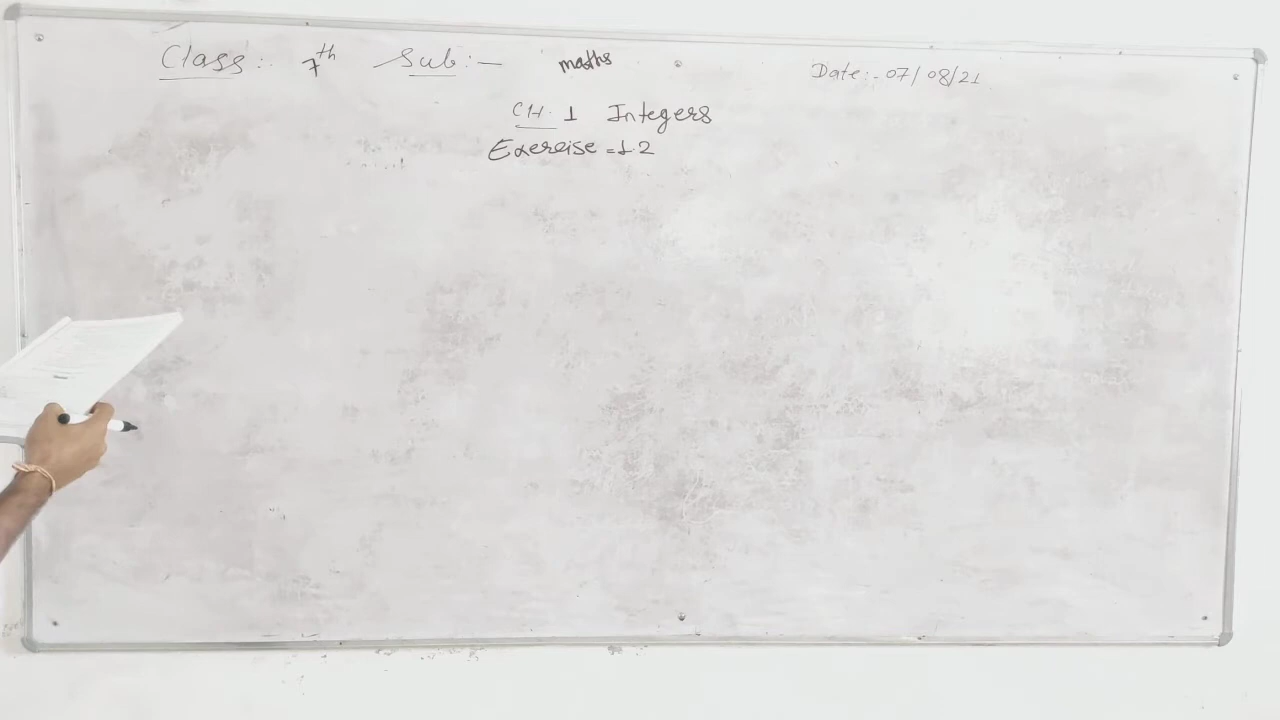 Class:. 7th Sub:- maths Date:- 07/08/21
CH. 1 Integers
Exercise = 1.2